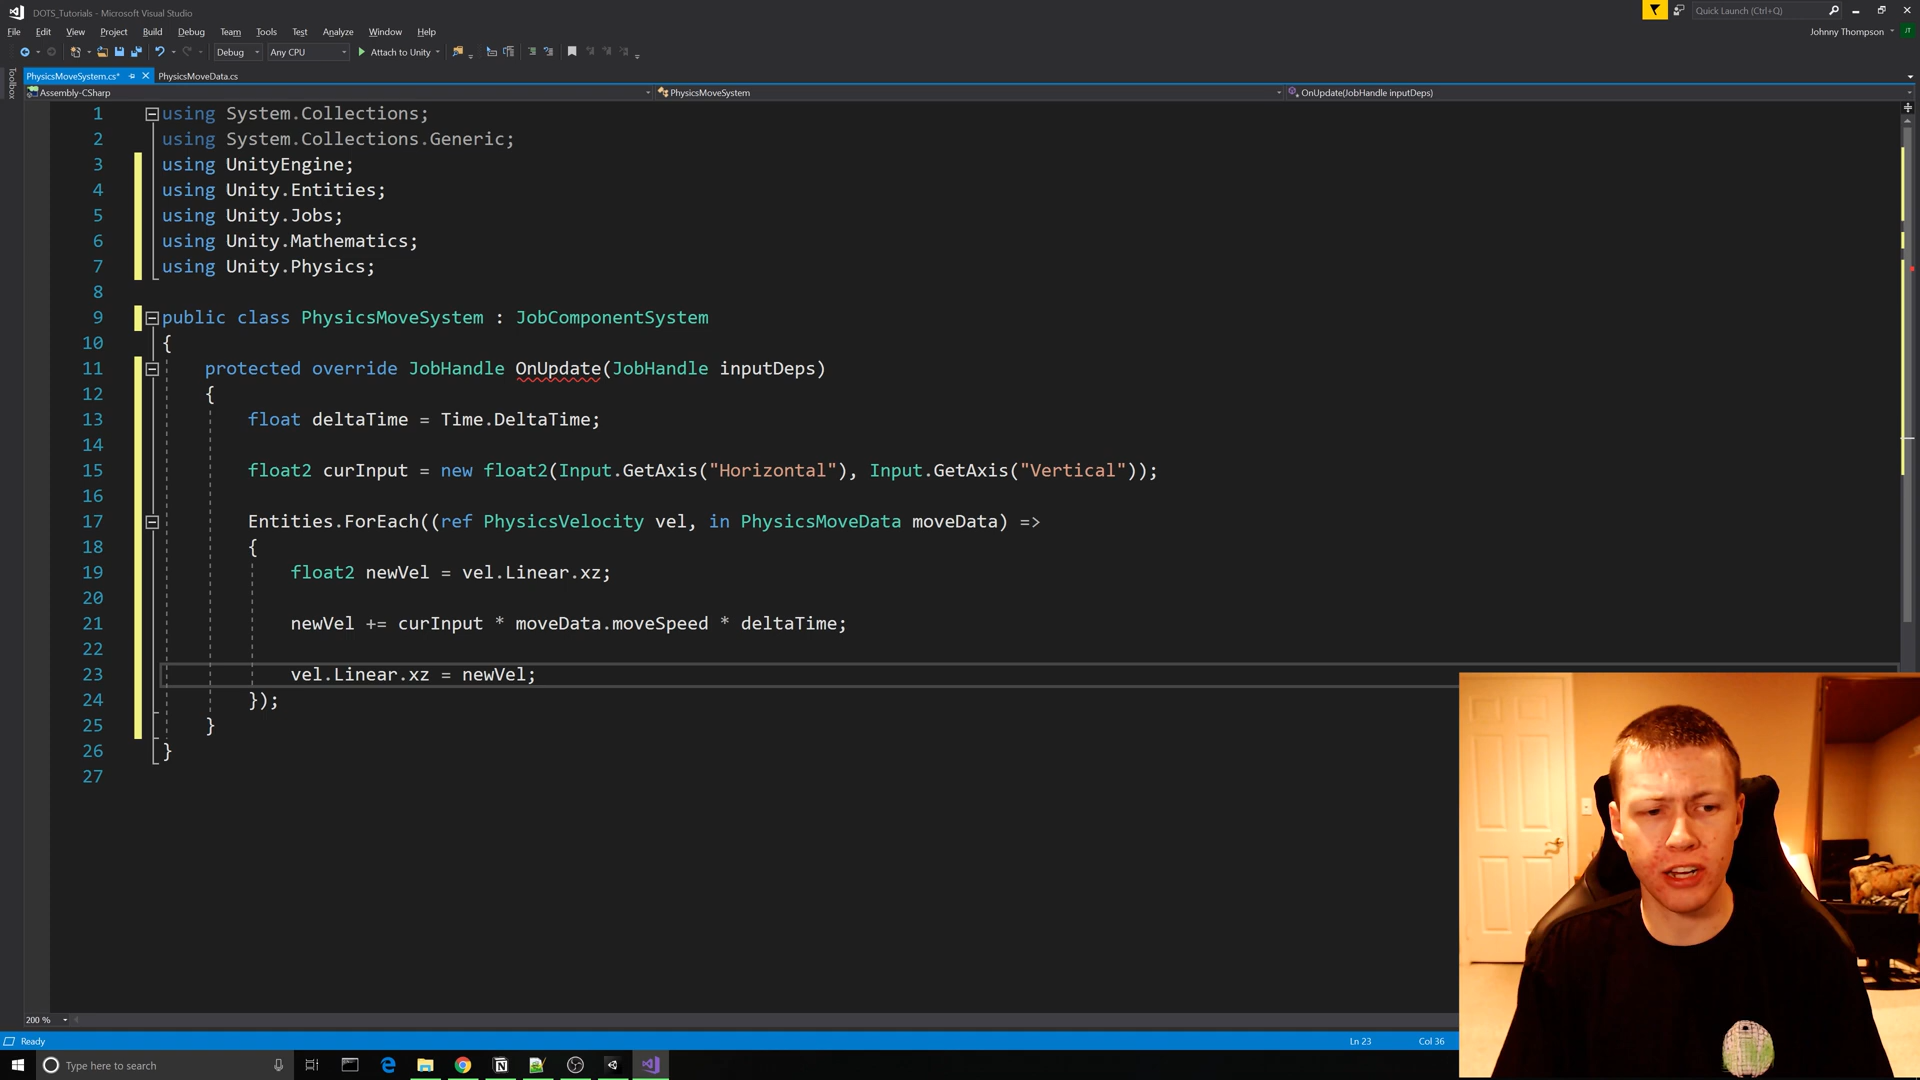 DOTS_Tutorials - Microsoft Visual Studio
Quick Launch (Ctrl+Q)
File Edit View Project Build Debug Team Tools Test Analyze Window Help
Johnny Thompson
JT
Debug Any CPU Attach to Unity
Toolbox
PhysicsMoveSystem.cs* PhysicsMoveData.cs
Assembly-CSharp PhysicsMoveSystem OnUpdate(JobHandle inputDeps)
1 using System.Collections;
2 using System.Collections.Generic;
3 using UnityEngine;
4 using Unity.Entities;
5 using Unity.Jobs;
6 using Unity.Mathematics;
7 using Unity.Physics;
8
9 public class PhysicsMoveSystem : JobComponentSystem
10 {
11 protected override JobHandle OnUpdate(JobHandle inputDeps)
12 {
13 float deltaTime = Time.DeltaTime;
14
15 float2 curInput = new float2(Input.GetAxis("Horizontal"), Input.GetAxis("Vertical"));
16
17 Entities.ForEach((ref PhysicsVelocity vel, in PhysicsMoveData moveData) =>
18 {
19 float2 newVel = vel.Linear.xz;
20
21 newVel += curInput * moveData.moveSpeed * deltaTime;
22
23 vel.Linear.xz = newVel;
24 });
25 }
26 }
27
200 %
Ready Ln 23 Col 36
Type here to search